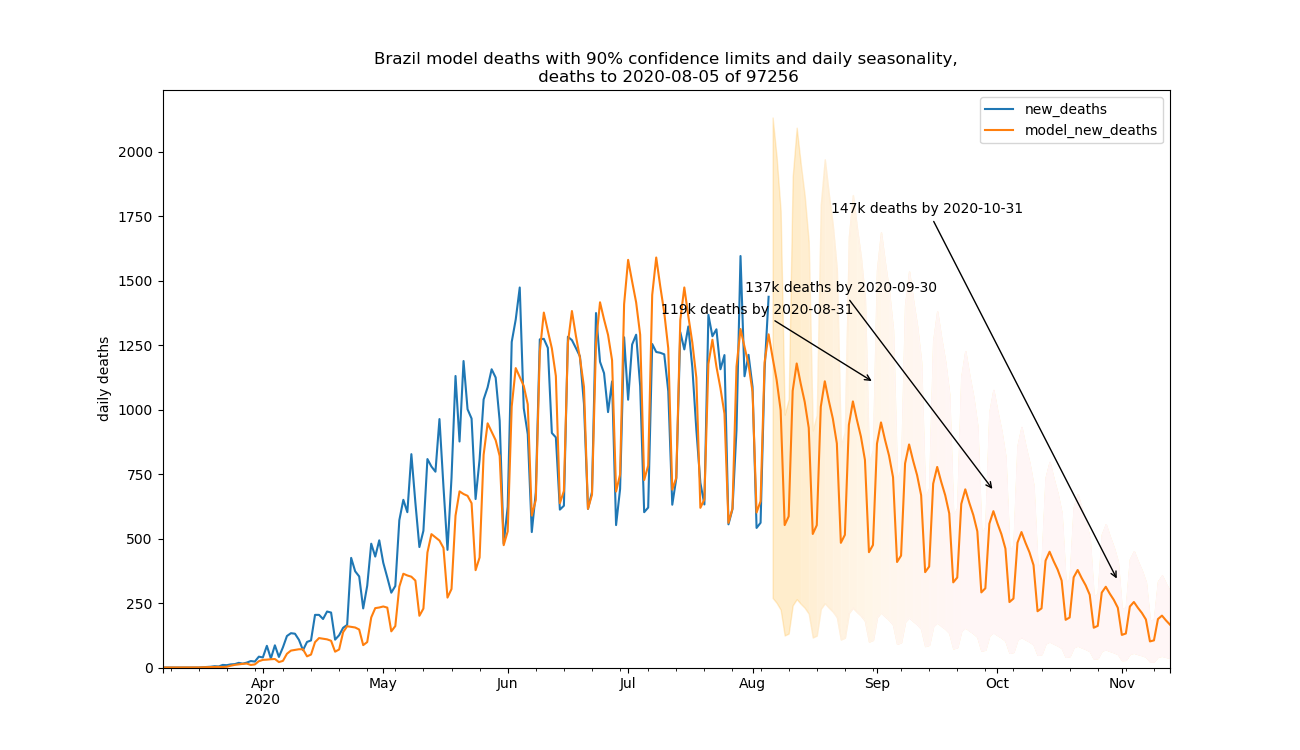 Brazil model deaths with 90% confidence limits and daily seasonality,
deaths to 2020-08-05 of 97256
new_deaths
model_new_deaths
147k deaths by 2020-10-31
137k deaths by 2020-09-30
119k deaths by 2020-08-31
daily deaths
2000
1750
1500
1250
1000
750
500
250
0
Apr
2020
May
Jun
Jul
Aug
Sep
Oct
Nov